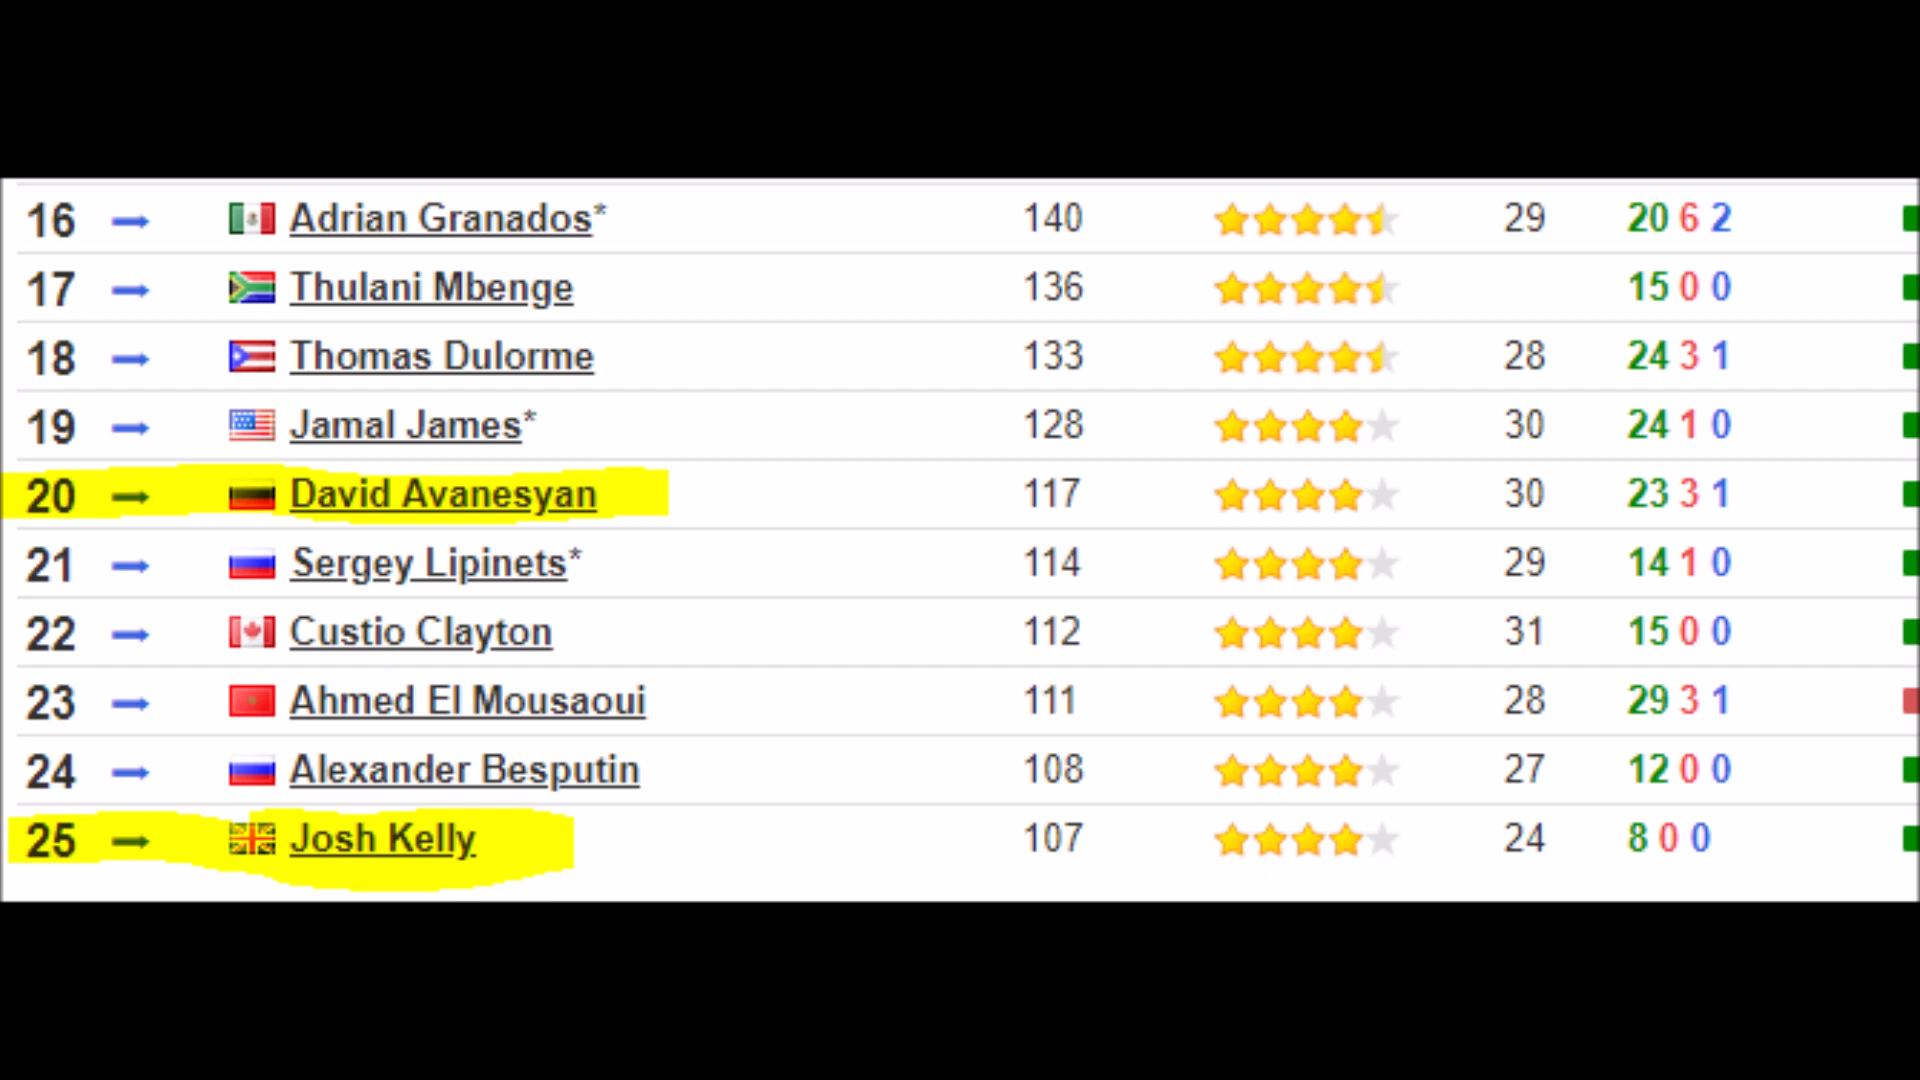 16 Adrian Granados* 140 29 20 6 2
17 Thulani Mbenge 136 15 0 0
18 Thomas Dulorme 133 28 24 3 1
19 Jamal James* 128 30 24 1 0
20 David Avanesyan 117 30 23 3 1
21 Sergey Lipinets* 114 29 14 1 0
22 Custio Clayton 112 31 15 0 0
23 Ahmed El Mousaoui 111 28 29 3 1
24 Alexander Besputin 108 27 12 0 0
25 Josh Kelly 107 24 8 0 0